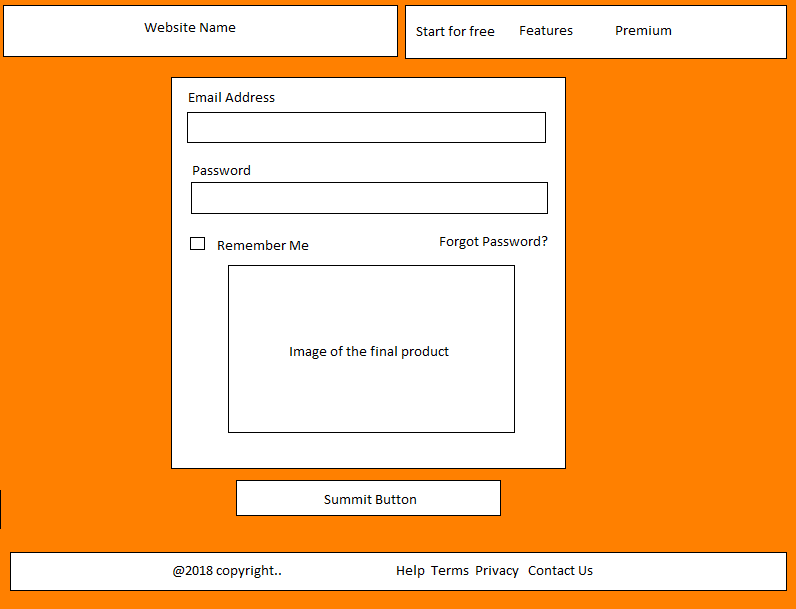 Website Name
Start for free Features Premium
Email Address
Password
Remember Me
Forgot Password?
Image of the final product
Summit Button
@2018 copyright..
Help Terms Privacy Contact Us